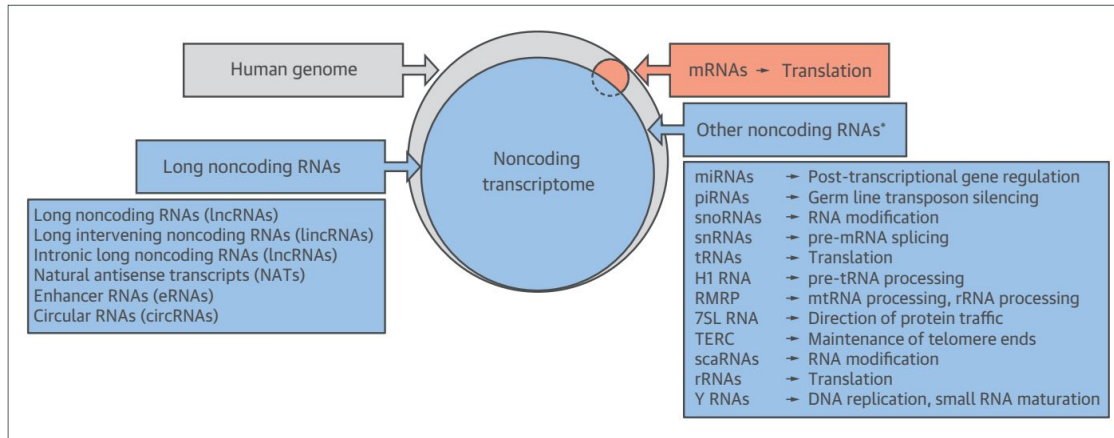 Human genome
mRNAs → Translation
Other noncoding RNAs*
Long noncoding RNAs
Noncoding
transcriptome
Long noncoding RNAs (lncRNAs)
Long intervening noncoding RNAs (lincRNAs)
Intronic long noncoding RNAs (lncRNAs)
Natural antisense transcripts (NATs)
Enhancer RNAs (eRNAs)
Circular RNAs (circRNAs)
miRNAs → Post-transcriptional gene regulation
piRNAs → Germ line transposon silencing
snoRNAs → RNA modification
snRNAs → pre-mRNA splicing
tRNAs → Translation
H1 RNA → pre-tRNA processing
RMRP → mtRNA processing, rRNA processing
7SL RNA → Direction of protein traffic
TERC → Maintenance of telomere ends
scaRNAs → RNA modification
rRNAs → Translation
Y RNAs → DNA replication, small RNA maturation